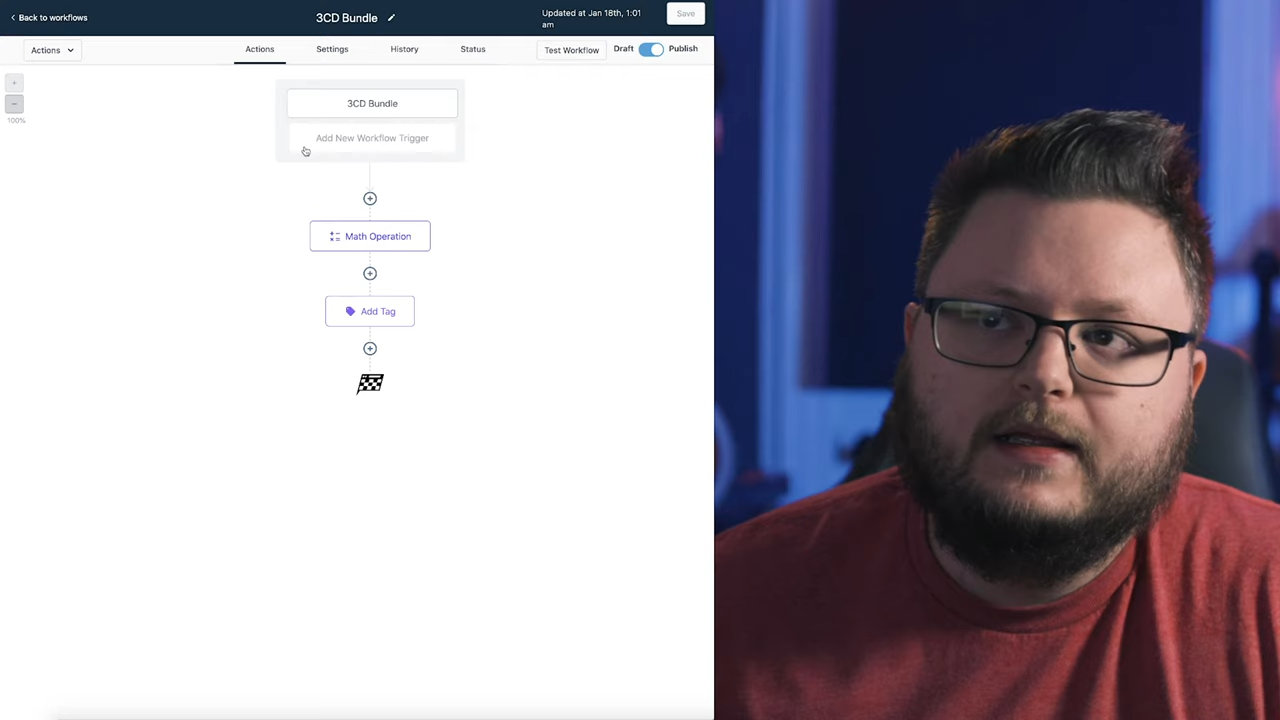 Back to workflows
3CD Bundle
Updated at Jan 18th, 1:01
am
Save
Actions
Actions
Settings
History
Status
Test Workflow
Draft
Publish
100%
3CD Bundle
Add New Workflow Trigger
Math Operation
Add Tag